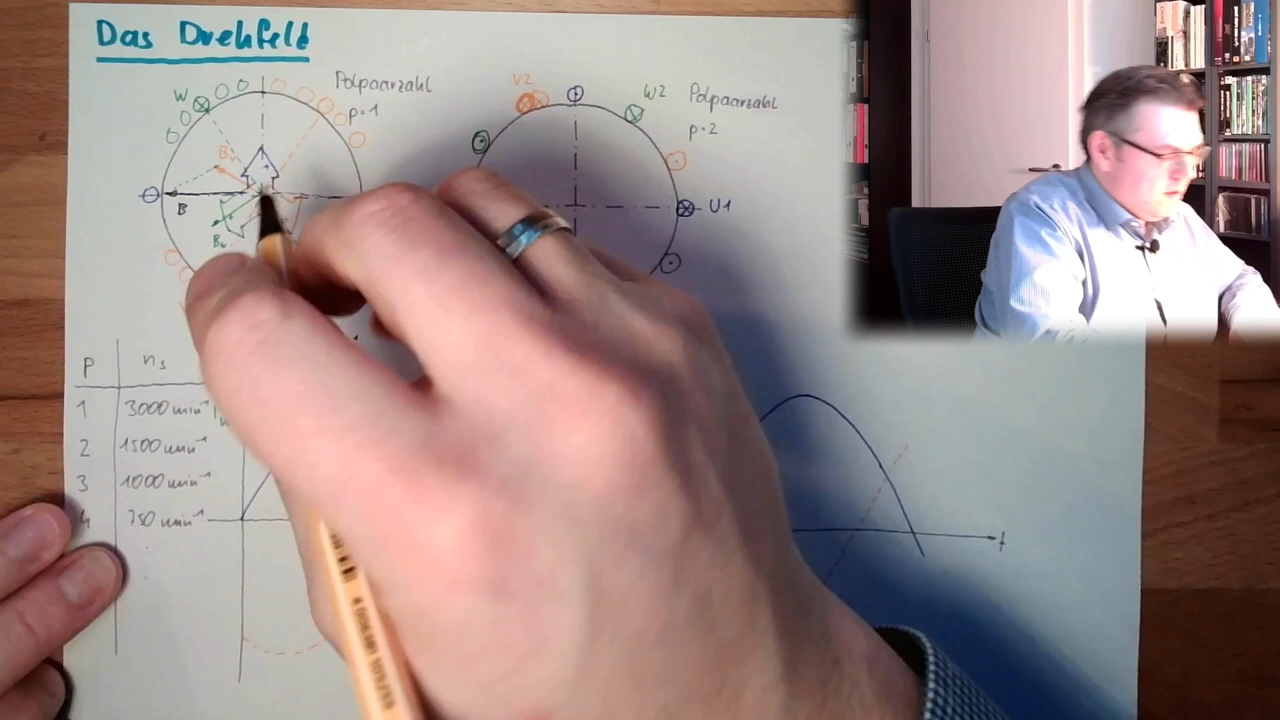 Das Drehfeld
W
Polpaarzahl
p=1
B
V2
W2
Polpaarzahl
p=2
U1
P
ns
1
3000 min⁻¹
2
1500 min⁻¹
3
1000 min⁻¹
4
750 min⁻¹
t